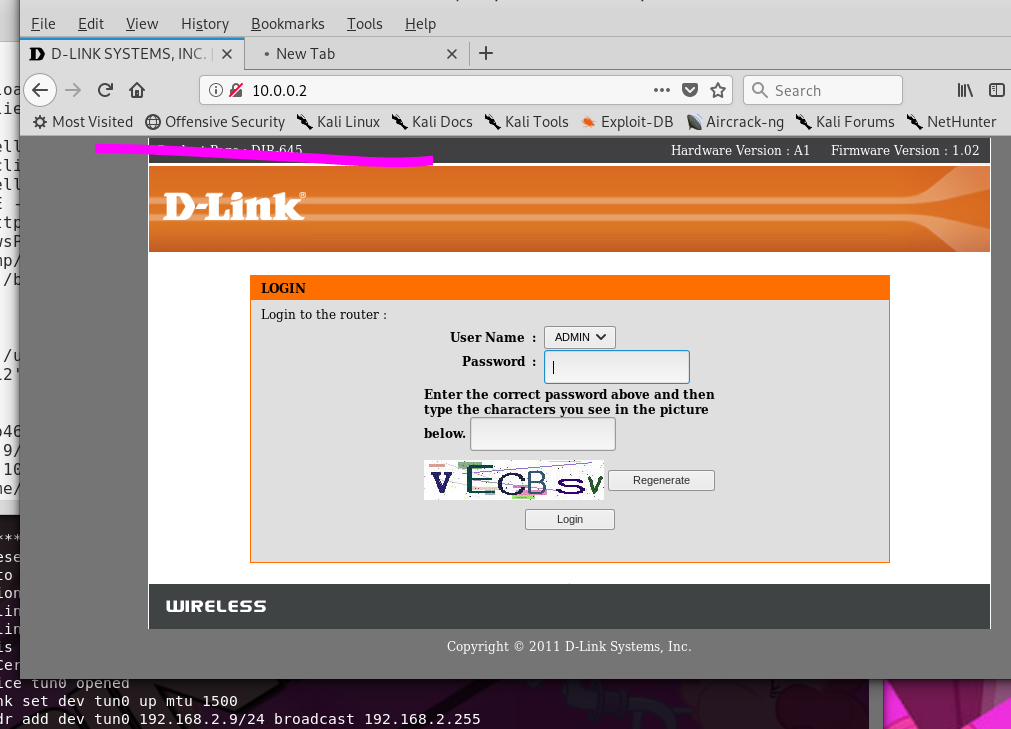 File Edit View History Bookmarks Tools Help
D-LINK SYSTEMS, INC. New Tab
10.0.0.2 Search
Most Visited Offensive Security Kali Linux Kali Docs Kali Tools Exploit-DB Aircrack-ng Kali Forums NetHunter
Page : DIR-645 Hardware Version : A1 Firmware Version : 1.02
D-Link®
LOGIN
Login to the router :
User Name : ADMIN
Password :
Enter the correct password above and then
type the characters you see in the picture
below.
VECBsV Regenerate
Login
WIRELESS
Copyright © 2011 D-Link Systems, Inc.
tun0 opened
set dev tun0 up mtu 1500
add dev tun0 192.168.2.9/24 broadcast 192.168.2.255